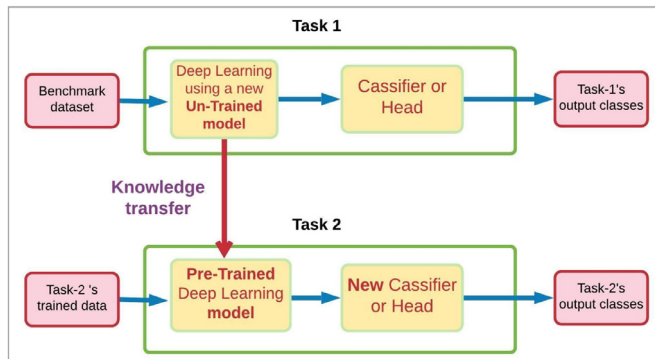 Task 1
Benchmark
dataset
Deep Learning
using a new
Un-Trained
model
Cassifier or
Head
Task-1's
output classes
Knowledge
transfer
Task 2
Task-2 's
trained data
Pre-Trained
Deep Learning
model
New Cassifier
or Head
Task-2's
output classes